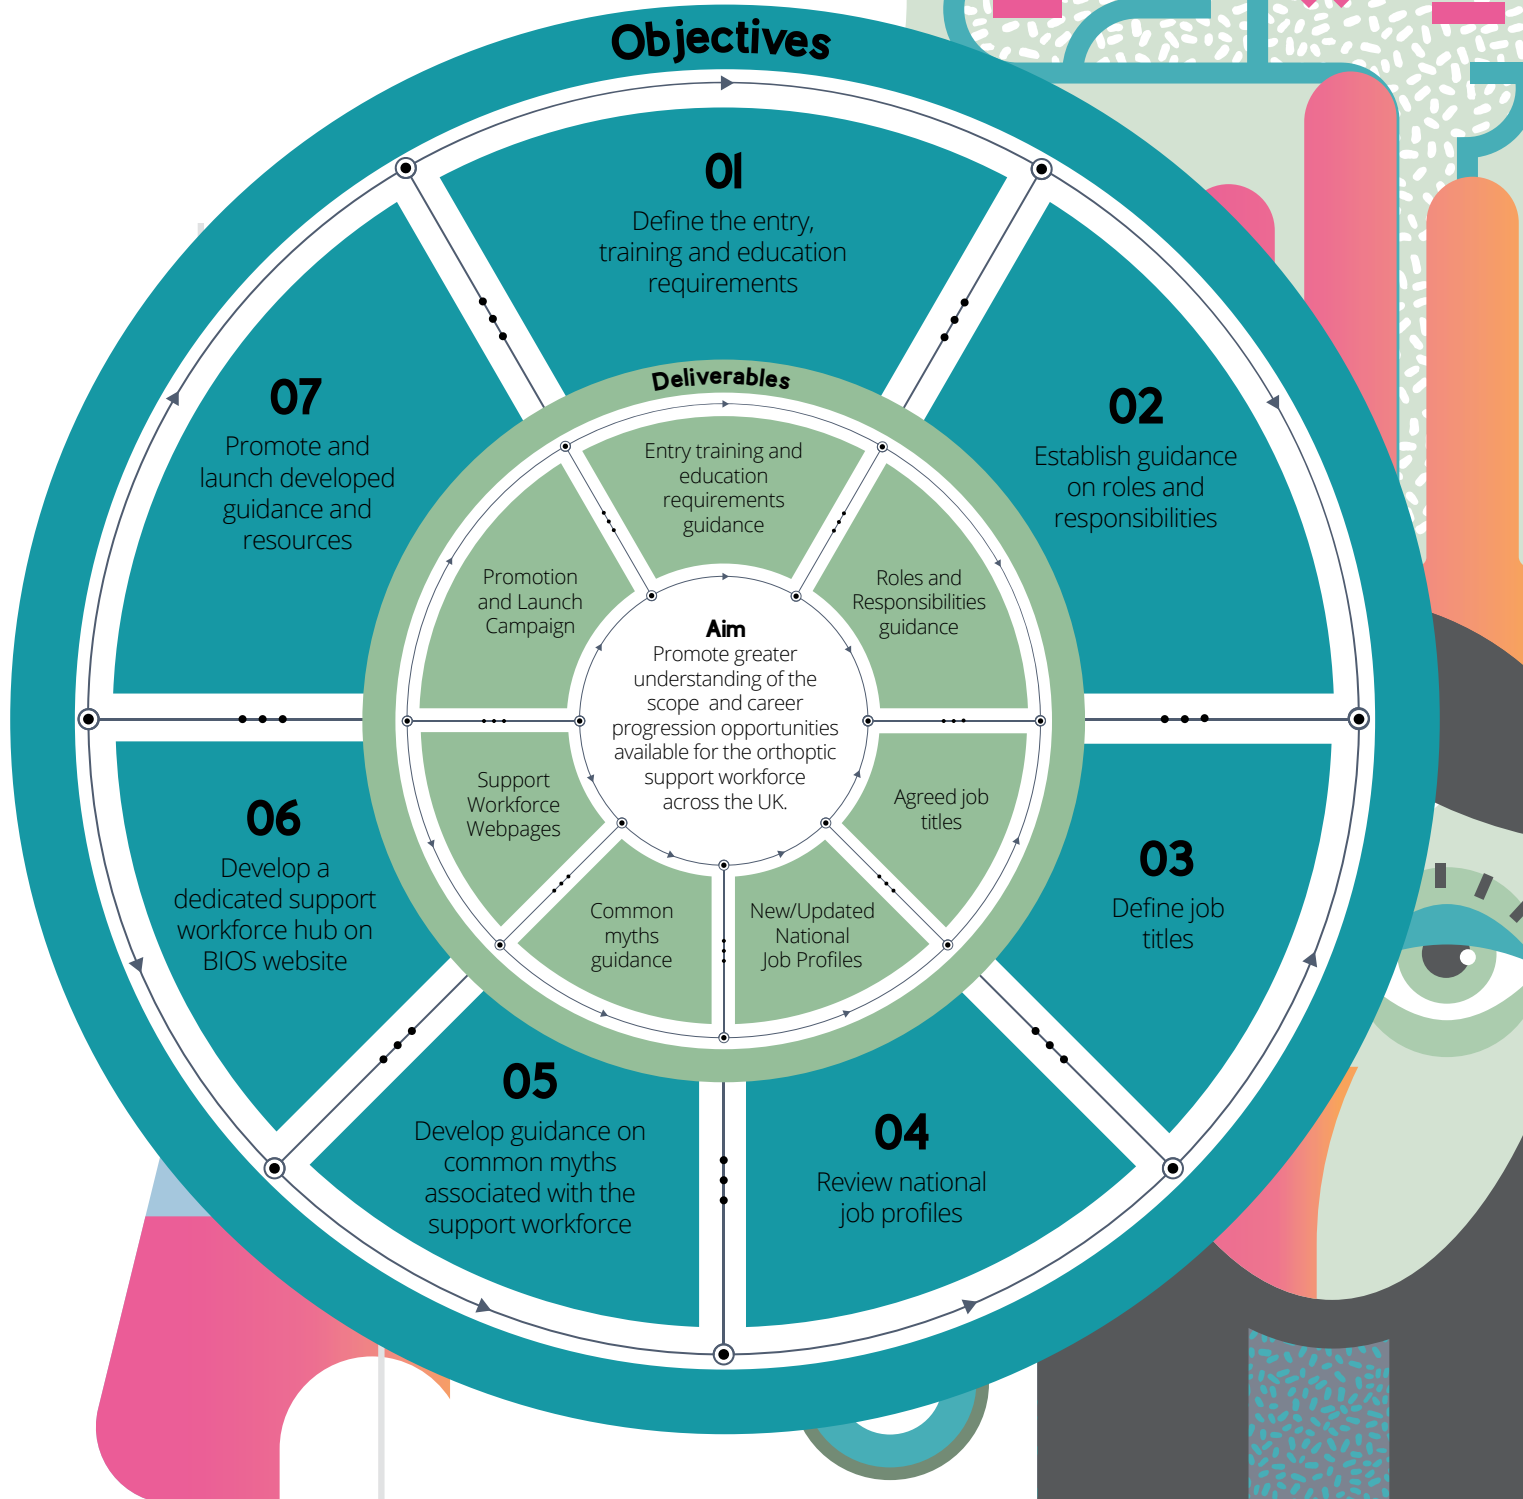 Objectives
01
Define the entry,
training and education
requirements
02
Establish guidance
on roles and
responsibilities
03
Define job
titles
04
Review national
job profiles
05
Develop guidance on
common myths
associated with the
support workforce
06
Develop a
dedicated support
workforce hub on
BIOS website
07
Promote and
launch developed
guidance and
resources
Deliverables
Entry training and
education
requirements
guidance
Roles and
Responsibilities
guidance
Agreed job
titles
New/Updated
National
Job Profiles
Common
myths
guidance
Support
Workforce
Webpages
Promotion
and Launch
Campaign
Aim
Promote greater
understanding of the
scope and career
progression opportunities
available for the orthoptic
support workforce
across the UK.